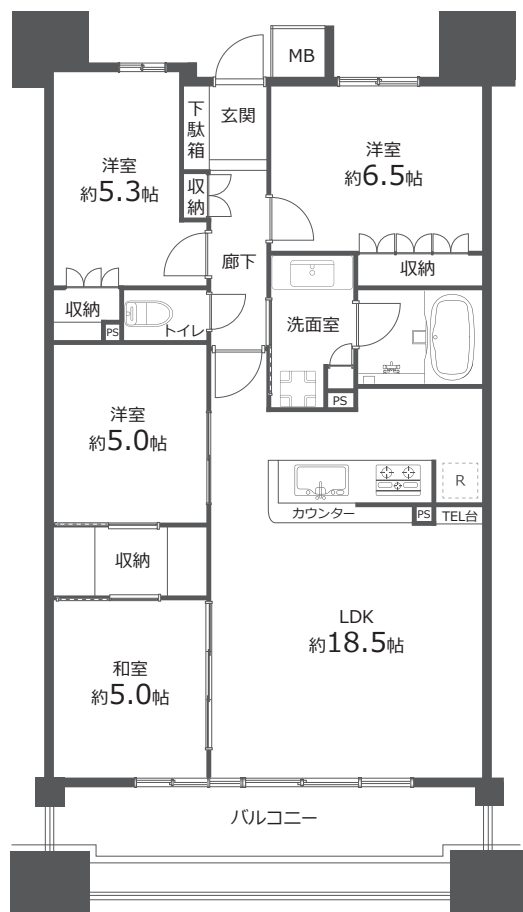 MB
下駄箱
玄関
洋室
約5.3帖
洋室
約6.5帖
収納
廊下
収納
収納
トイレ
PS
洗面室
PS
洋室
約5.0帖
R
カウンター
PS
TEL台
収納
LDK
約18.5帖
和室
約5.0帖
バルコニー